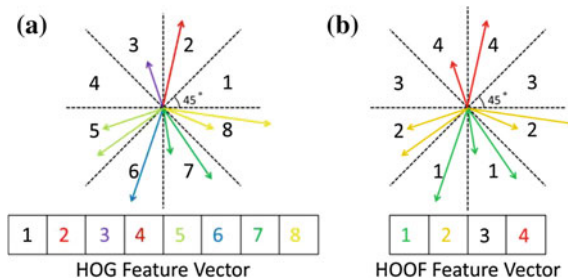 (a)
3 2
4 1
45°
5 8
6 7
1 2 3 4 5 6 7 8
HOG Feature Vector
(b)
4 4
3 3
45°
2 2
1 1
1 2 3 4
HOOF Feature Vector